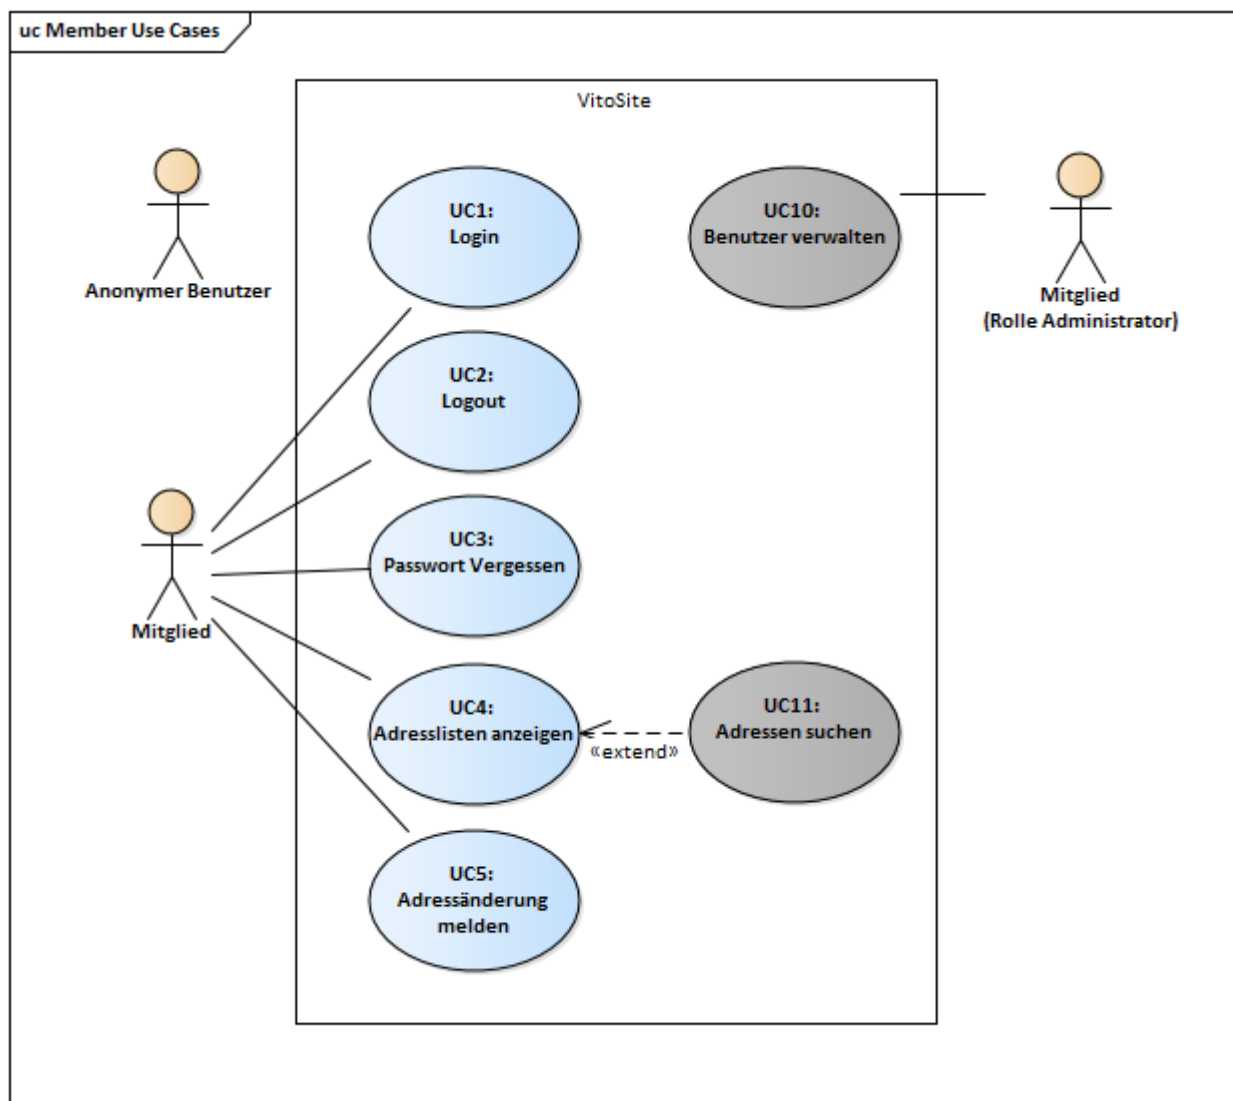 uc Member Use Cases
VitoSite
Anonymer Benutzer
UC1:
Login
UC10:
Benutzer verwalten
Mitglied
(Rolle Administrator)
UC2:
Logout
UC3:
Passwort Vergessen
Mitglied
UC4:
Adresslisten anzeigen
«extend»
UC11:
Adressen suchen
UC5:
Adressänderung
melden